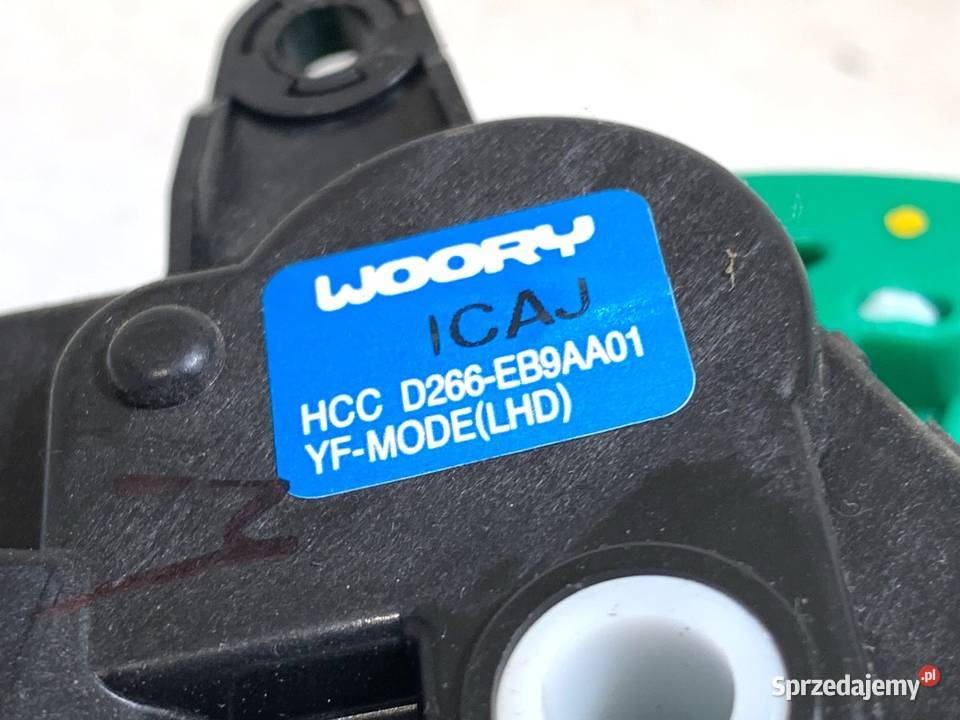 WOORY
ICAJ
HCC D266-EB9AA01
YF-MODE(LHD)
Sprzedajemy.pl